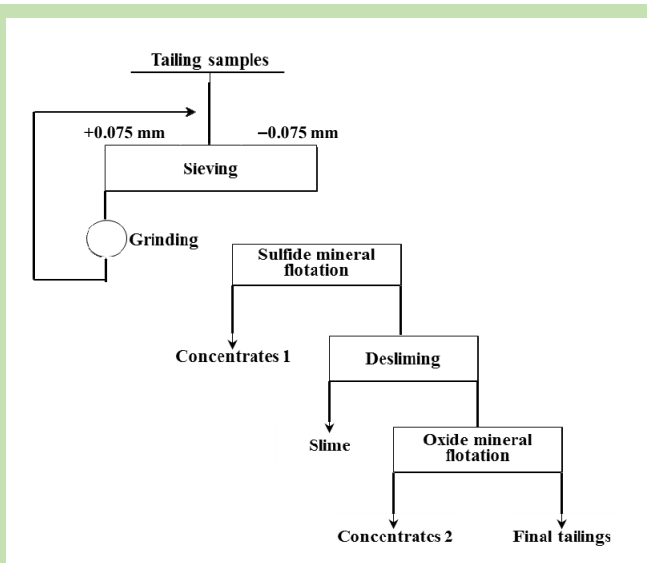 Tailing samples
+0.075 mm
−0.075 mm
Sieving
Grinding
Sulfide mineral
flotation
Concentrates 1
Desliming
Slime
Oxide mineral
flotation
Concentrates 2
Final tailings